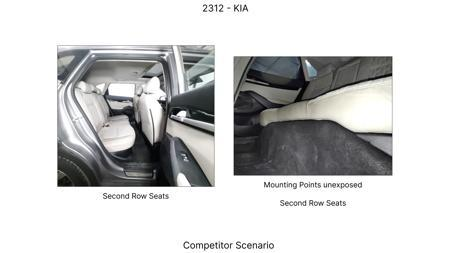 2312 - KIA
Second Row Seats
Mounting Points unexposed
Second Row Seats
Competitor Scenario